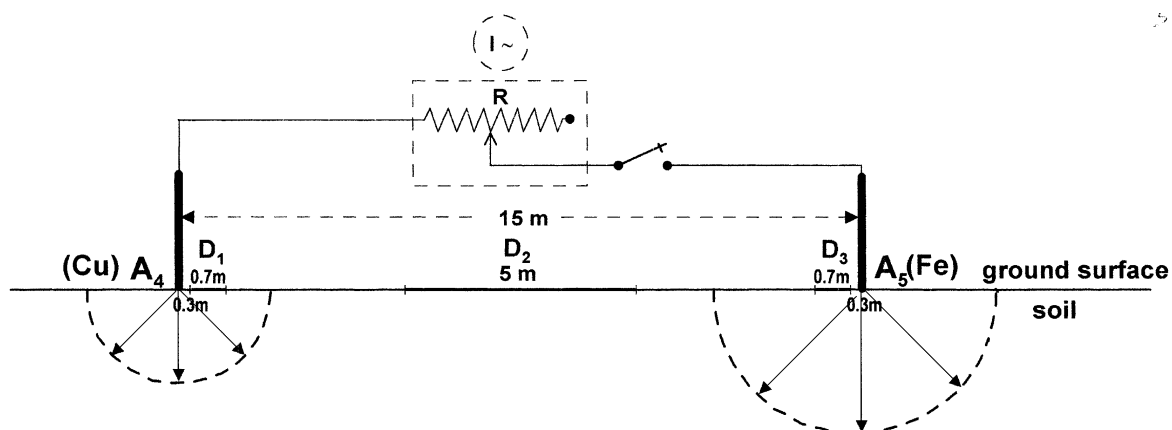 I ~
R
15 m
(Cu) A₄ D₁ D₂ D₃ A₅(Fe) ground surface
0.7m 5 m 0.7m
0.3m 0.3m soil